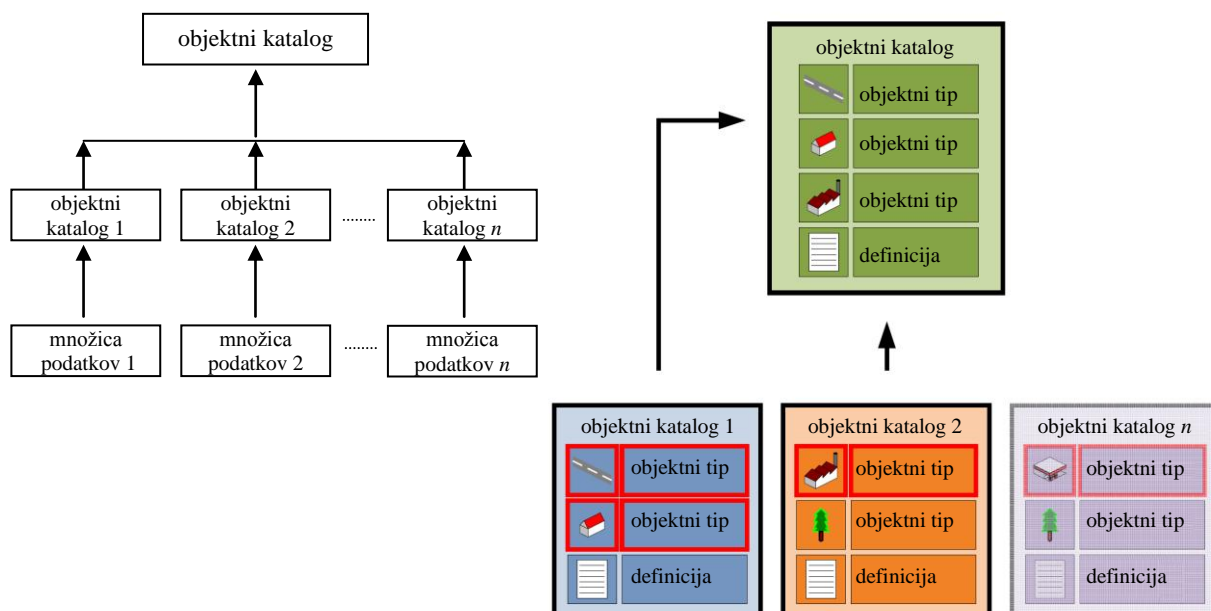 objektni katalog
objektni
katalog 1
objektni
katalog 2
........
objektni
katalog n
množica
podatkov 1
množica
podatkov 2
........
množica
podatkov n
objektni katalog
objektni tip
objektni tip
objektni tip
definicija
objektni katalog 1
objektni tip
objektni tip
definicija
objektni katalog 2
objektni tip
objektni tip
definicija
objektni katalog n
objektni tip
objektni tip
definicija